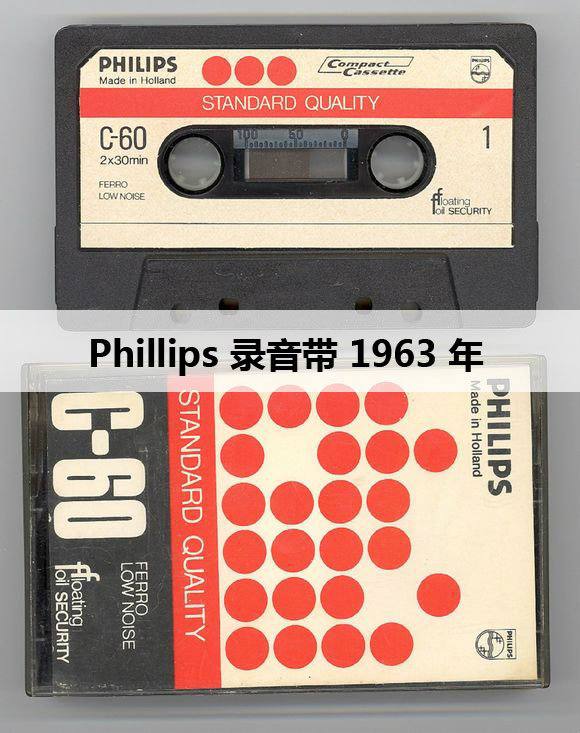 PHILIPS
Made in Holland
Compact
Cassette
PHILIPS
STANDARD QUALITY
C-60
2x30min
100 50 0
1
FERRO
LOW NOISE
floating
foil SECURITY
Phillips 录音带 1963 年
C-60
FERRO
LOW NOISE
floating
foil SECURITY
STANDARD QUALITY
PHILIPS
Made in Holland
PHILIPS